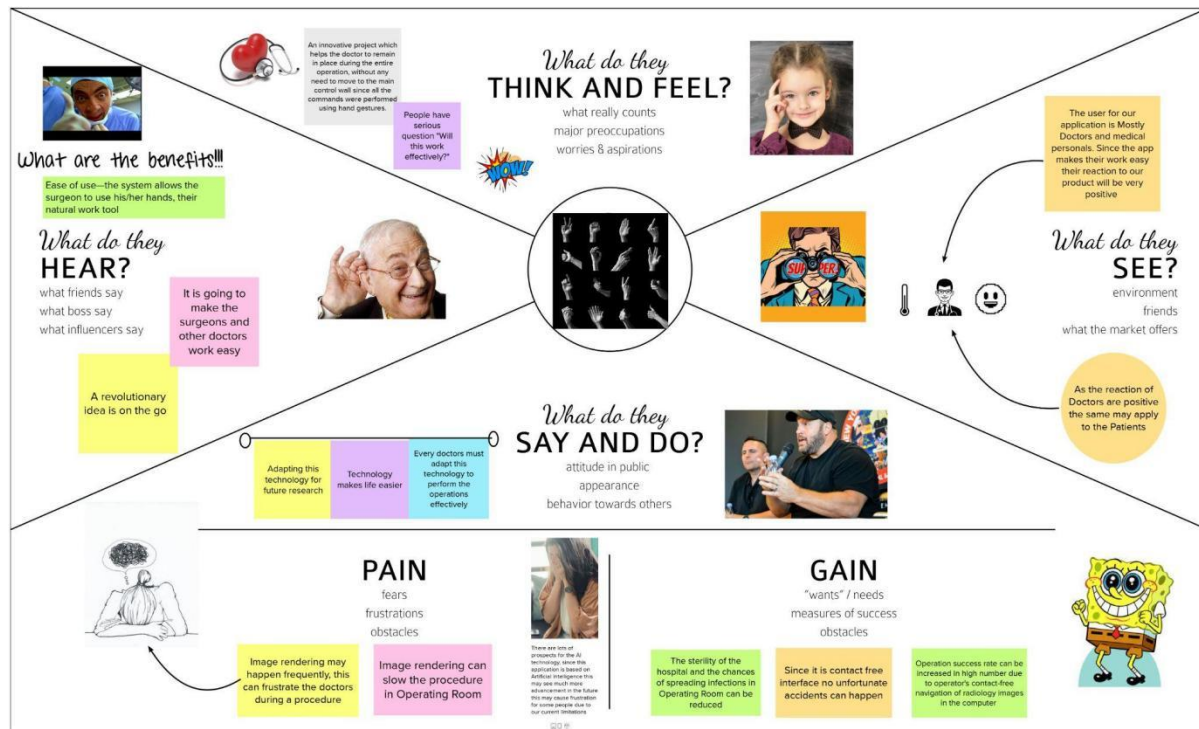 An innovative project which
helps the doctor to remain
in place during the entire
operation, without any
need to move to the main
control wall since all the
commands were performed
using hand gestures.
People have
serious
question "Will
this work
effectively?"
WOW!
What do they
THINK AND FEEL?
what really counts
major preoccupations
worries & aspirations
What are the benefits!!!
Ease of use—the system allows the
surgeon to use his/her hands, their
natural work tool
What do they
HEAR?
what friends say
what boss say
what influencers say
It is going to
make the
surgeons and
other doctors
work easy
A revolutionary
idea is on the go
SUPER
The user for our
application is Mostly
Doctors and medical
personals. Since the app
makes their work easy
their reaction to our
product will be very
positive
What do they
SEE?
environment
friends
what the market offers
As the reaction of
Doctors are positive
the same may apply
to the Patients
What do they
SAY AND DO?
attitude in public
appearance
behavior towards others
Adapting this
technology for
future research
Technology
makes life easier
Every doctors must
adapt this
technology to
perform the
operations
effectively
PAIN
fears
frustrations
obstacles
Image rendering may
happen frequently, this
can frustrate the doctors
during a procedure
Image rendering can
slow the procedure
in Operating Room
There are lots of
prospects for the AI
technology, since this
application is based on
Artificial Intelligence this
may see much more
advancement in the future
this may cause frustration
for some people due to
our current limitations
GAIN
"wants" / needs
measures of success
obstacles
The sterility of the
hospital and the chances
of spreading infections in
Operating Room can be
reduced
Since it is contact free
interface no unfortunate
accidents can happen
Operation success rate can be
increased in high number due
to operator's contact-free
navigation of radiology images
in the computer